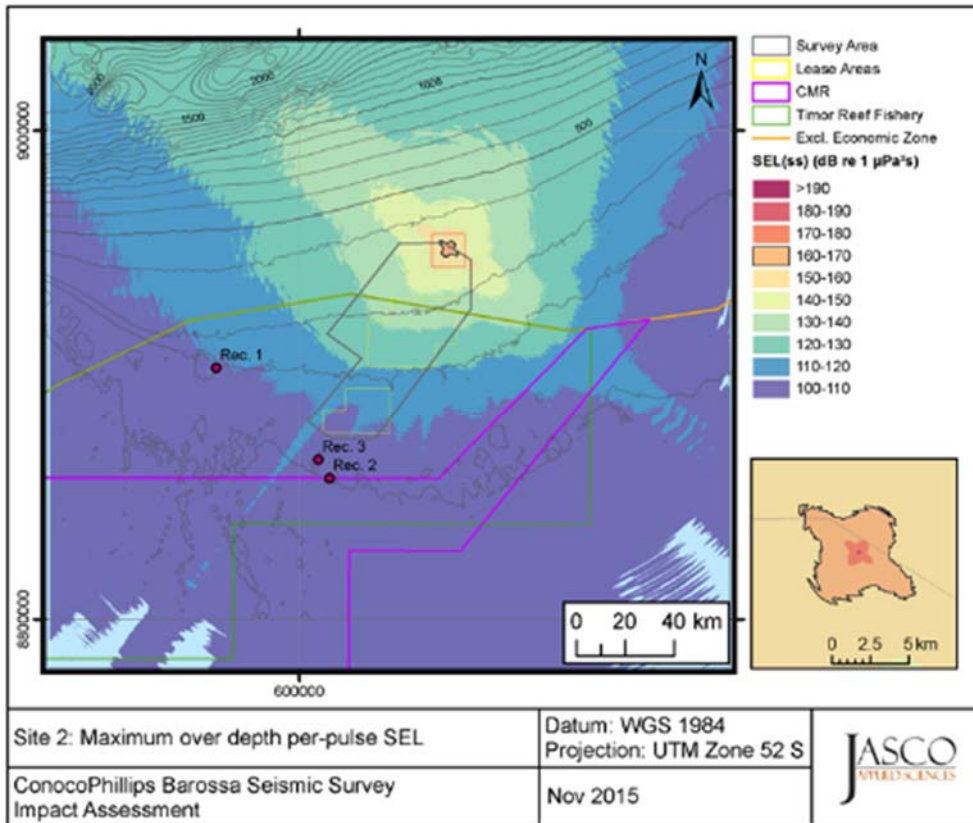 N
2000
1008
1500
800
Rec. 1
Rec. 3
Rec. 2
9000000
8800000
600000
0 20 40 km
Survey Area
Lease Areas
CMR
Timor Reef Fishery
Excl. Economic Zone
SEL(ss) (dB re 1 µPa²s)
>190
180-190
170-180
160-170
150-160
140-150
130-140
120-130
110-120
100-110
0 2.5 5 km
Site 2: Maximum over depth per-pulse SEL
Datum: WGS 1984
Projection: UTM Zone 52 S
ConocoPhillips Barossa Seismic Survey
Impact Assessment
Nov 2015
JASCO
APPLIED SCIENCES